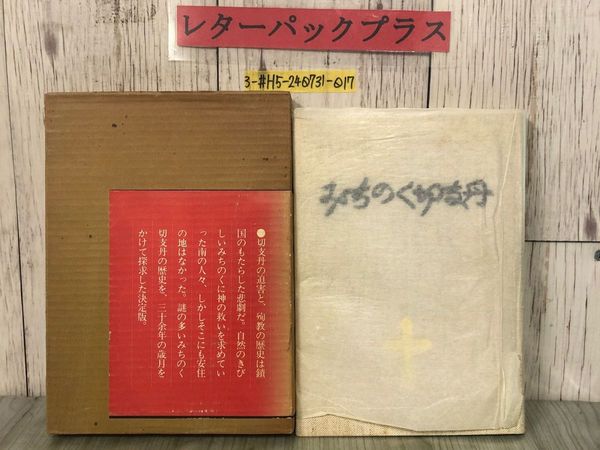 レターパックプラス
3-#H5-240731-017
●切支丹の迫害と、殉教の歴史は鎖
国のもたらした悲劇だ。自然のきび
しいみちのくに神の救いを求めてい
った南の人々、しかしそこにも安住
の地はなかった。謎の多いみちのく
切支丹の歴史を、三十余年の歳月を
かけて探求した決定版。
みちのく切支丹